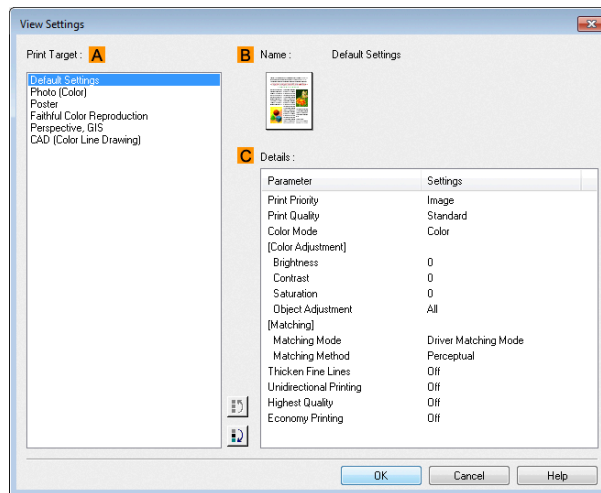 View Settings
Print Target : A
Default Settings
Photo (Color)
Poster
Faithful Color Reproduction
Perspective, GIS
CAD (Color Line Drawing)
B Name : Default Settings
C Details :
Parameter Settings
Print Priority Image
Print Quality Standard
Color Mode Color
[Color Adjustment]
Brightness 0
Contrast 0
Saturation 0
Object Adjustment All
[Matching]
Matching Mode Driver Matching Mode
Matching Method Perceptual
Thicken Fine Lines Off
Unidirectional Printing Off
Highest Quality Off
Economy Printing Off
OK Cancel Help